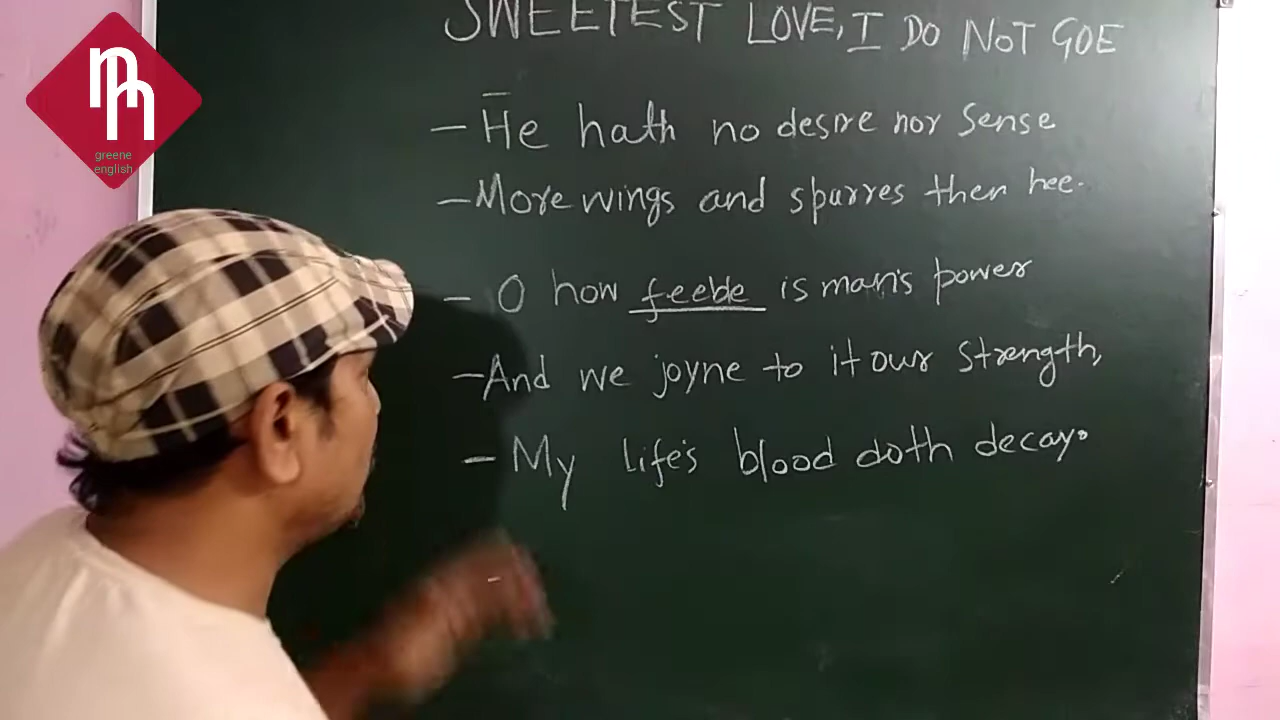 greene
english
SWEETEST LOVE, I DO NOT GOE
- He hath no desire nor Sense
- More wings and spurres then hee.
- O how feeble is man's power
- And we joyne to it our Strength,
- My life's blood doth decay.